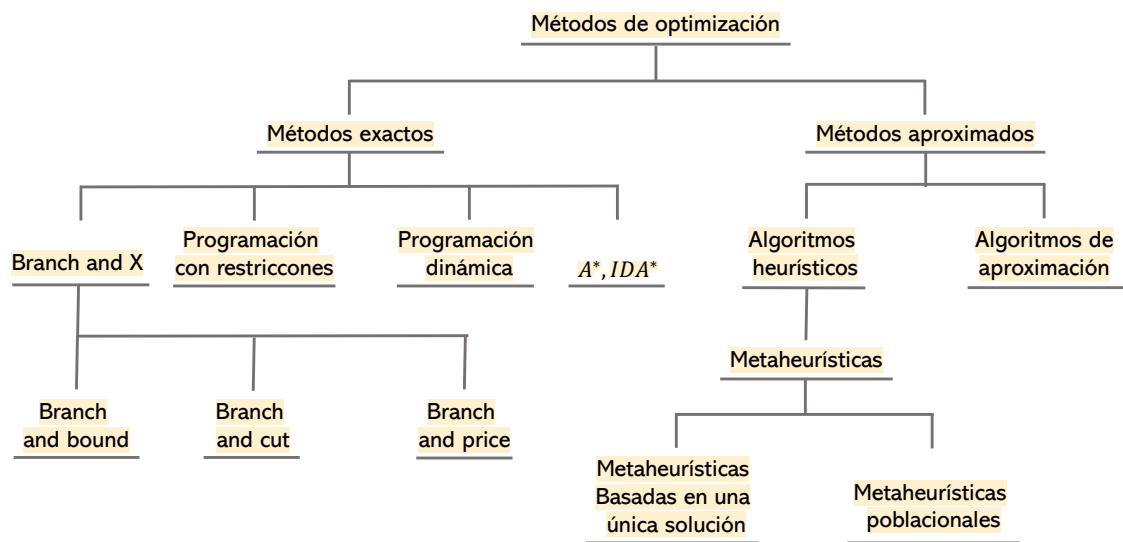 Métodos de optimización
Métodos exactos
Métodos aproximados
Branch and X
Programación
con restriccones
Programación
dinámica
A*, IDA*
Algoritmos
heurísticos
Algoritmos de
aproximación
Metaheurísticas
Branch
and bound
Branch
and cut
Branch
and price
Metaheurísticas
Basadas en una
única solución
Metaheurísticas
poblacionales